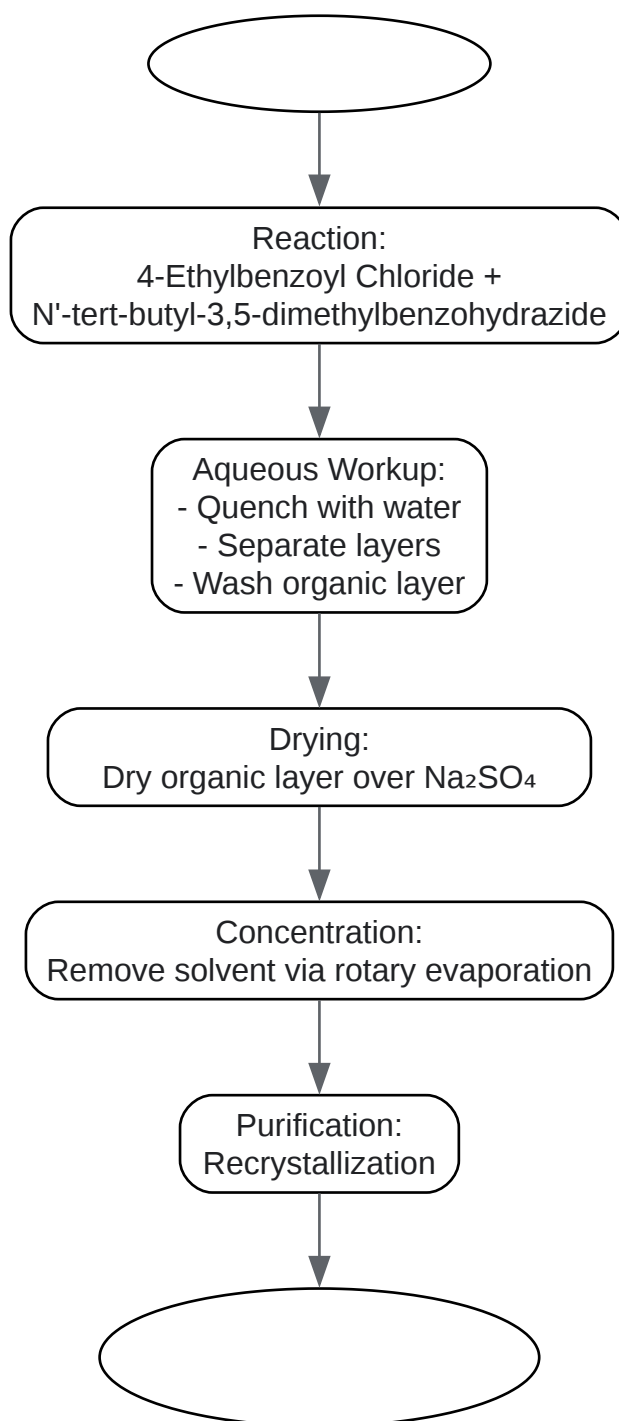 Reaction:
4-Ethylbenzoyl Chloride +
N'-tert-butyl-3,5-dimethylbenzohydrazide
Aqueous Workup:
- Quench with water
- Separate layers
- Wash organic layer
Drying:
Dry organic layer over Na₂SO₄
Concentration:
Remove solvent via rotary evaporation
Purification:
Recrystallization